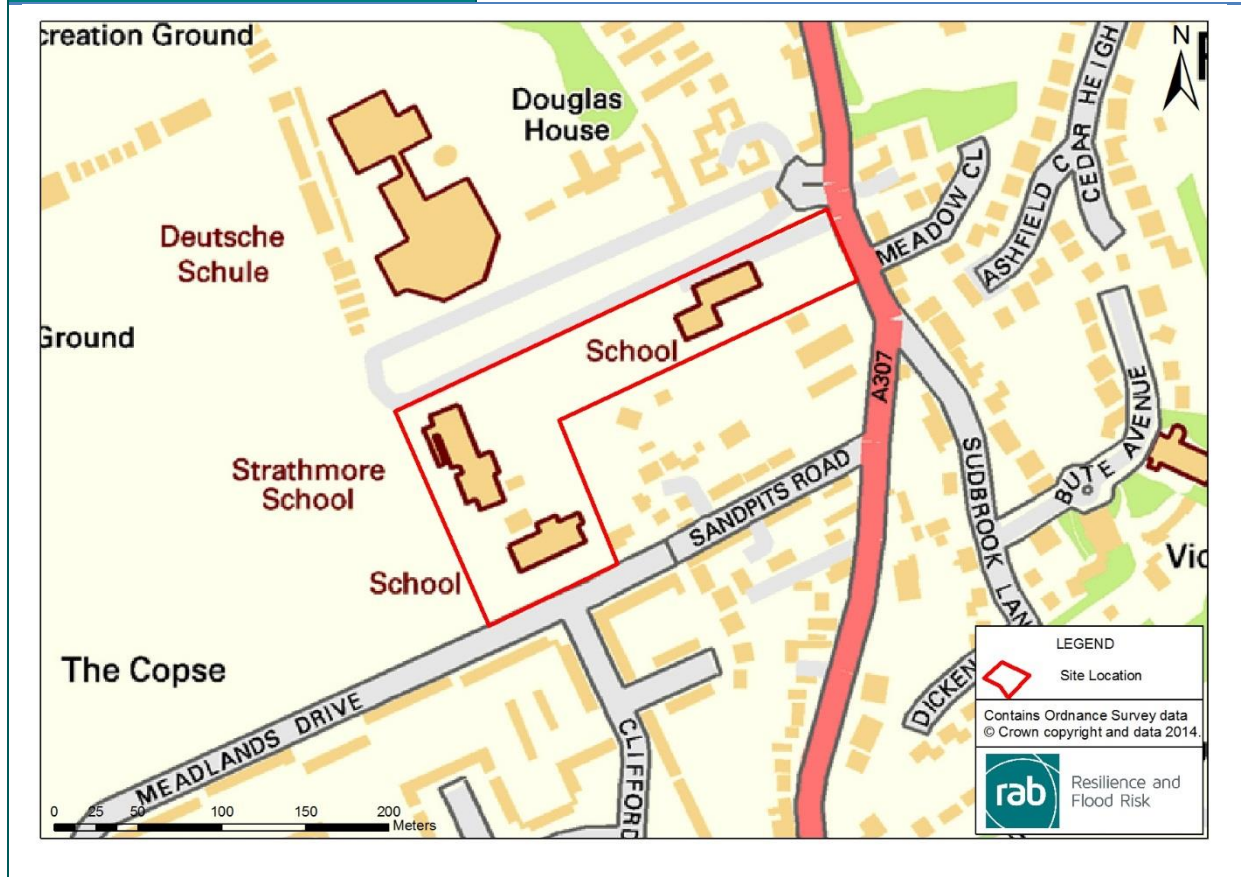 creation Ground
N
Douglas
House
Deutsche
Schule
MEADOW CL
ASHFIELD C
CEDAR HEIGH
Ground
School
A307
Strathmore
School
SANDPITS ROAD
SUDBROOK LAN
BUTE AVENUE
Vic
School
The Copse
MEADLANDS DRIVE
CLIFFORD
DICKEN
LEGEND
Site Location
Contains Ordnance Survey data
© Crown copyright and data 2014.
rab
Resilience and
Flood Risk
0 25 50 100 150 200
Meters